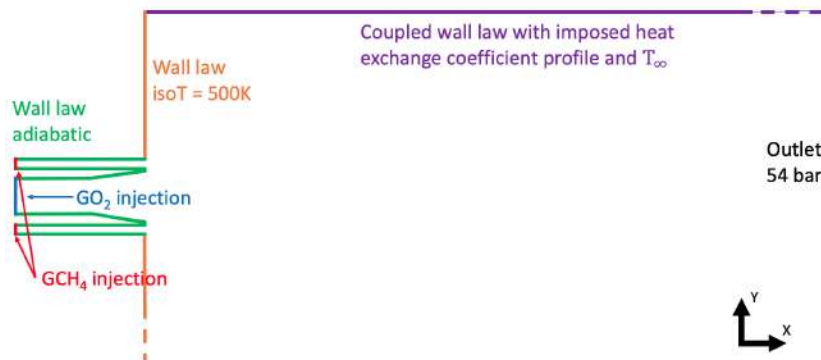 Coupled wall law with imposed heat
exchange coefficient profile and T∞
Wall law
isoT = 500K
Wall law
adiabatic
Outlet
54 bar
GO₂ injection
GCH₄ injection
Y
X